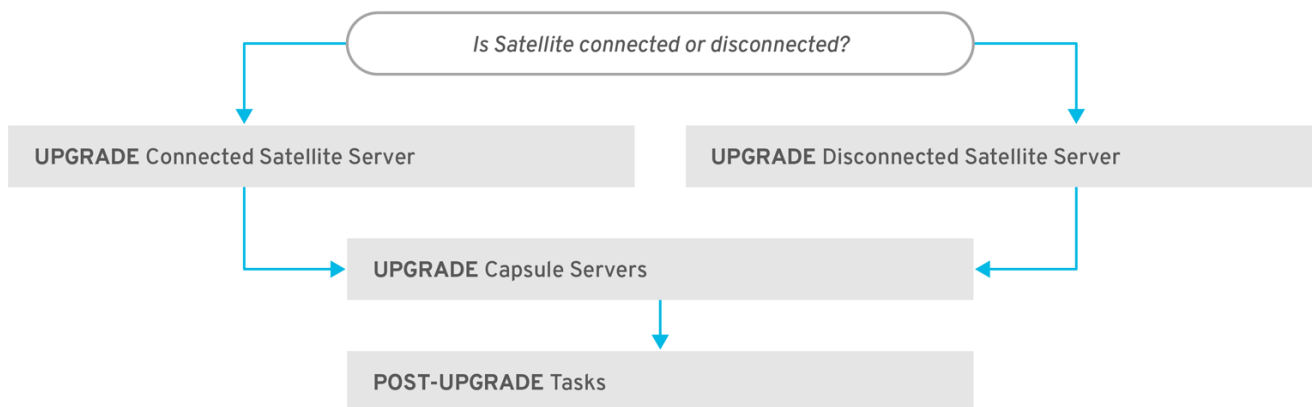 Is Satellite connected or disconnected?
UPGRADE Connected Satellite Server
UPGRADE Disconnected Satellite Server
UPGRADE Capsule Servers
POST-UPGRADE Tasks